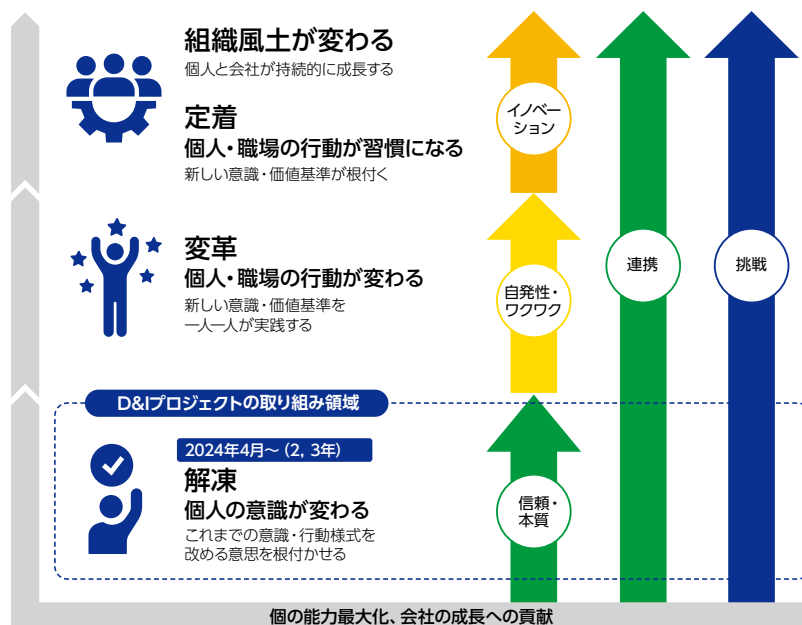 組織風土が変わる
個人と会社が持続的に成長する
定着
個人・職場の行動が習慣になる
新しい意識・価値基準が根付く
イノベー
ション
変革
個人・職場の行動が変わる
新しい意識・価値基準を
一人一人が実践する
自発性・
ワクワク
連携
挑戦
D&Iプロジェクトの取り組み領域
2024年4月~(2, 3年)
解凍
個人の意識が変わる
これまでの意識・行動様式を
改める意思を根付かせる
信頼・
本質
個の能力最大化、会社の成長への貢献